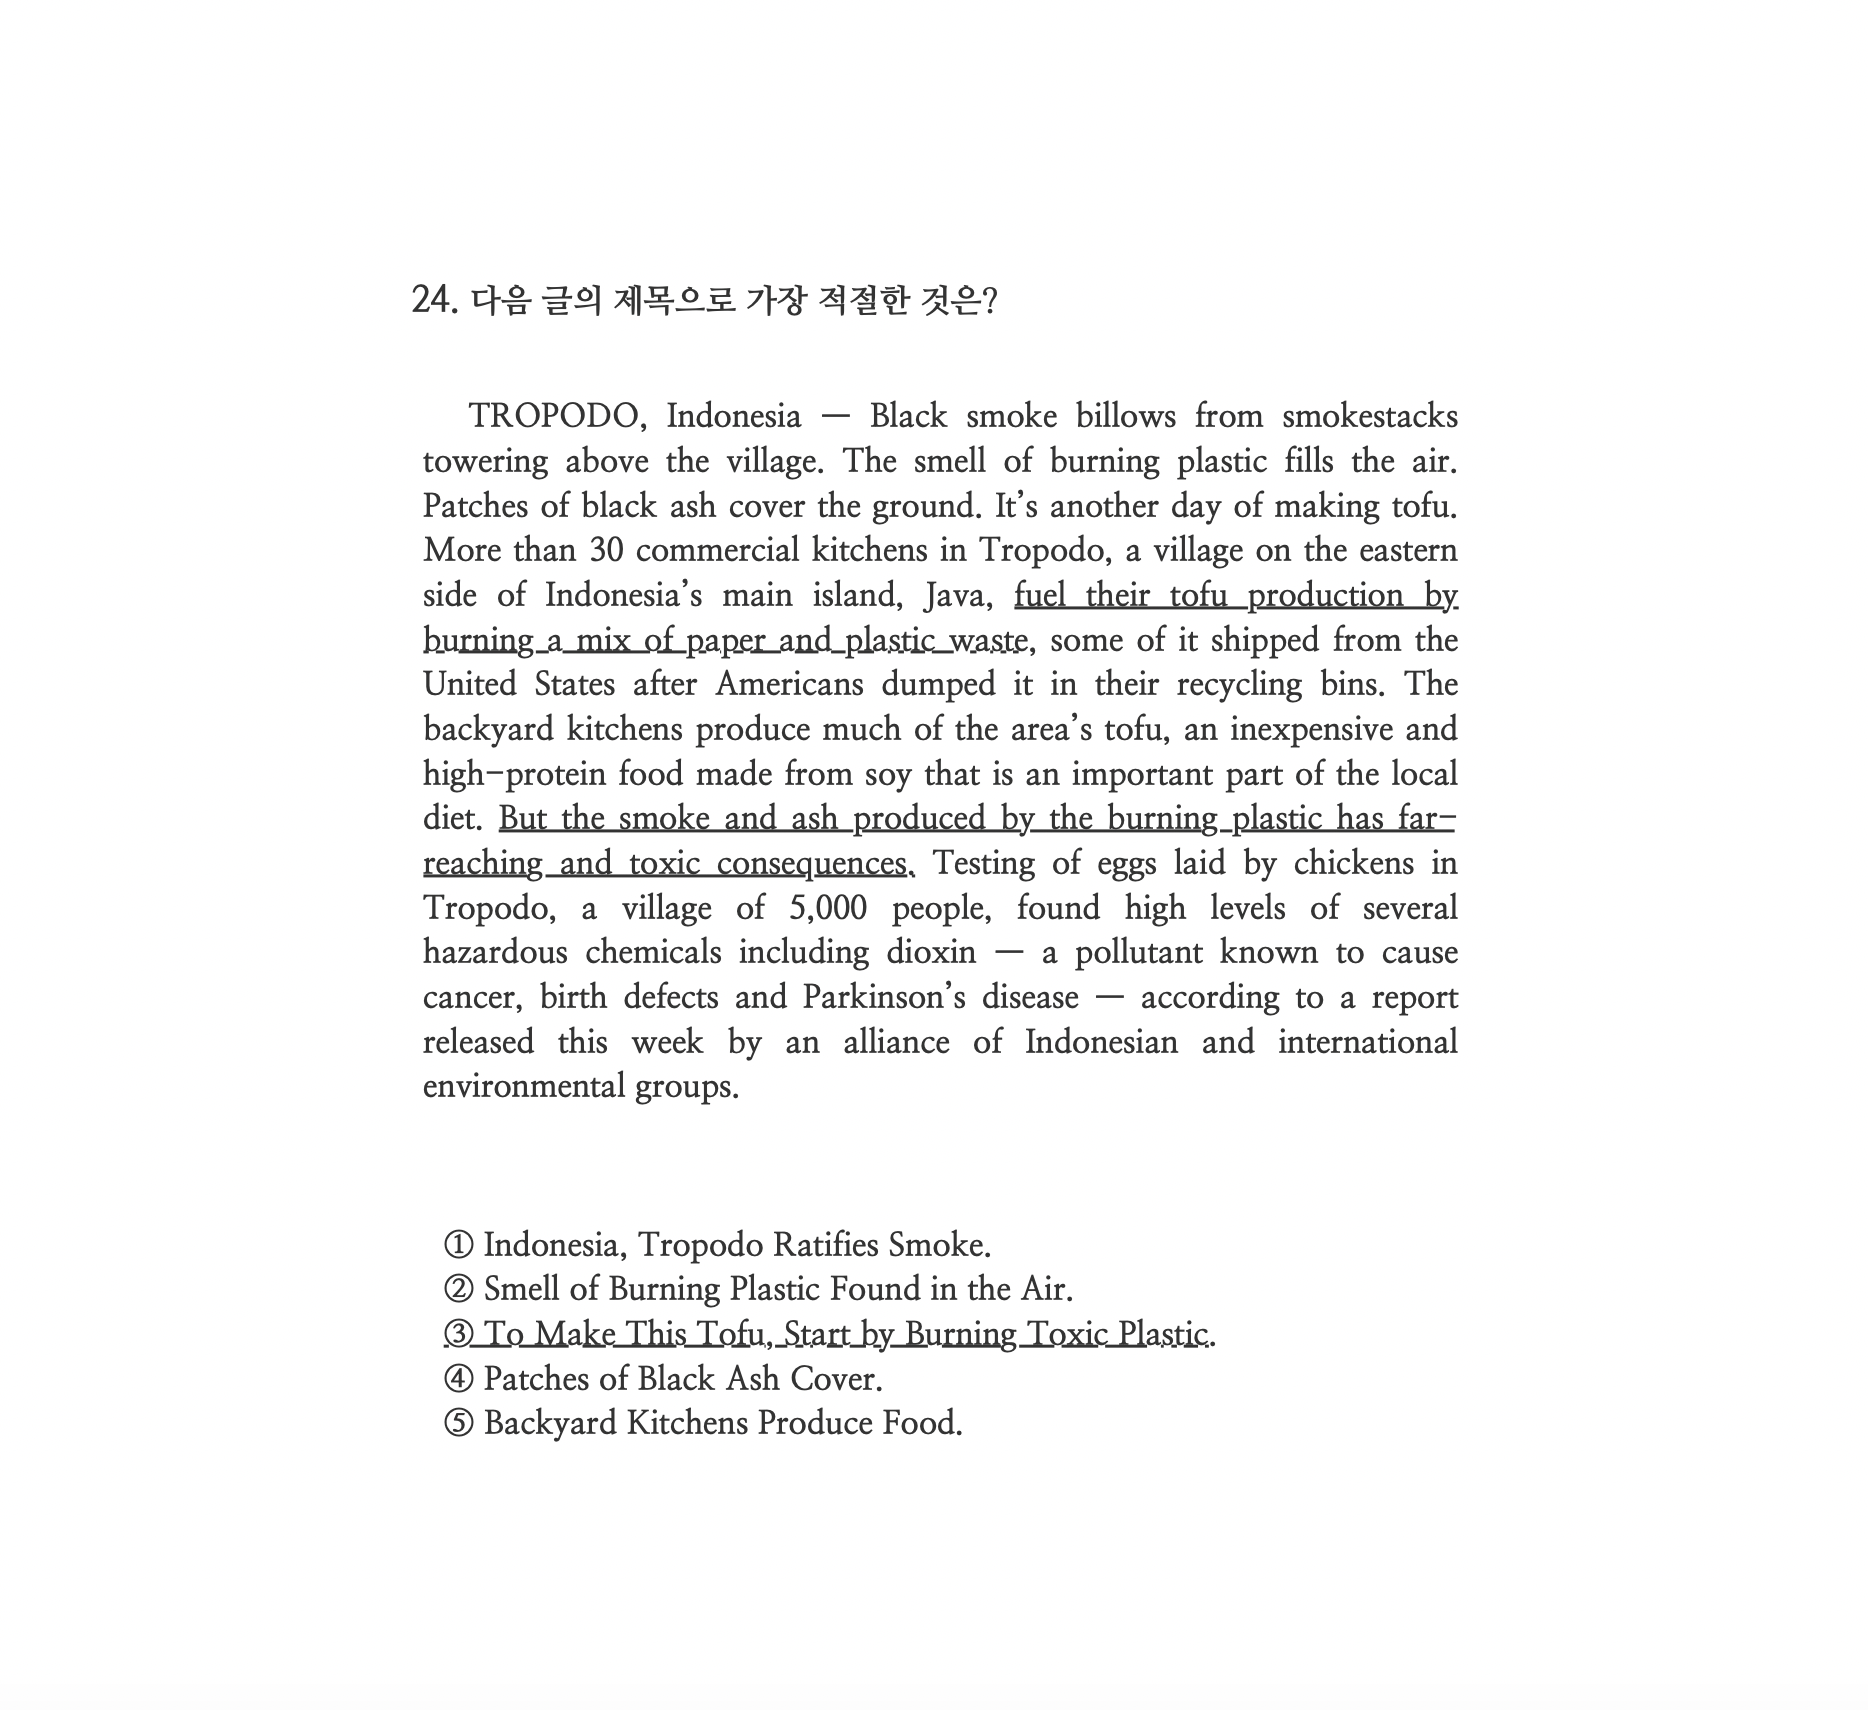 24. 다음 글의 제목으로 가장 적절한 것은?
TROPODO, Indonesia — Black smoke billows from smokestacks
towering above the village. The smell of burning plastic fills the air.
Patches of black ash cover the ground. It's another day of making tofu.
More than 30 commercial kitchens in Tropodo, a village on the eastern
side of Indonesia's main island, Java, fuel their tofu production by
burning a mix of paper and plastic waste, some of it shipped from the
United States after Americans dumped it in their recycling bins. The
backyard kitchens produce much of the area's tofu, an inexpensive and
high-protein food made from soy that is an important part of the local
diet. But the smoke and ash produced by the burning plastic has far-
reaching and toxic consequences. Testing of eggs laid by chickens in
Tropodo, a village of 5,000 people, found high levels of several
hazardous chemicals including dioxin — a pollutant known to cause
cancer, birth defects and Parkinson's disease — according to a report
released this week by an alliance of Indonesian and international
environmental groups.
① Indonesia, Tropodo Ratifies Smoke.
② Smell of Burning Plastic Found in the Air.
③ To Make This Tofu, Start by Burning Toxic Plastic.
④ Patches of Black Ash Cover.
⑤ Backyard Kitchens Produce Food.